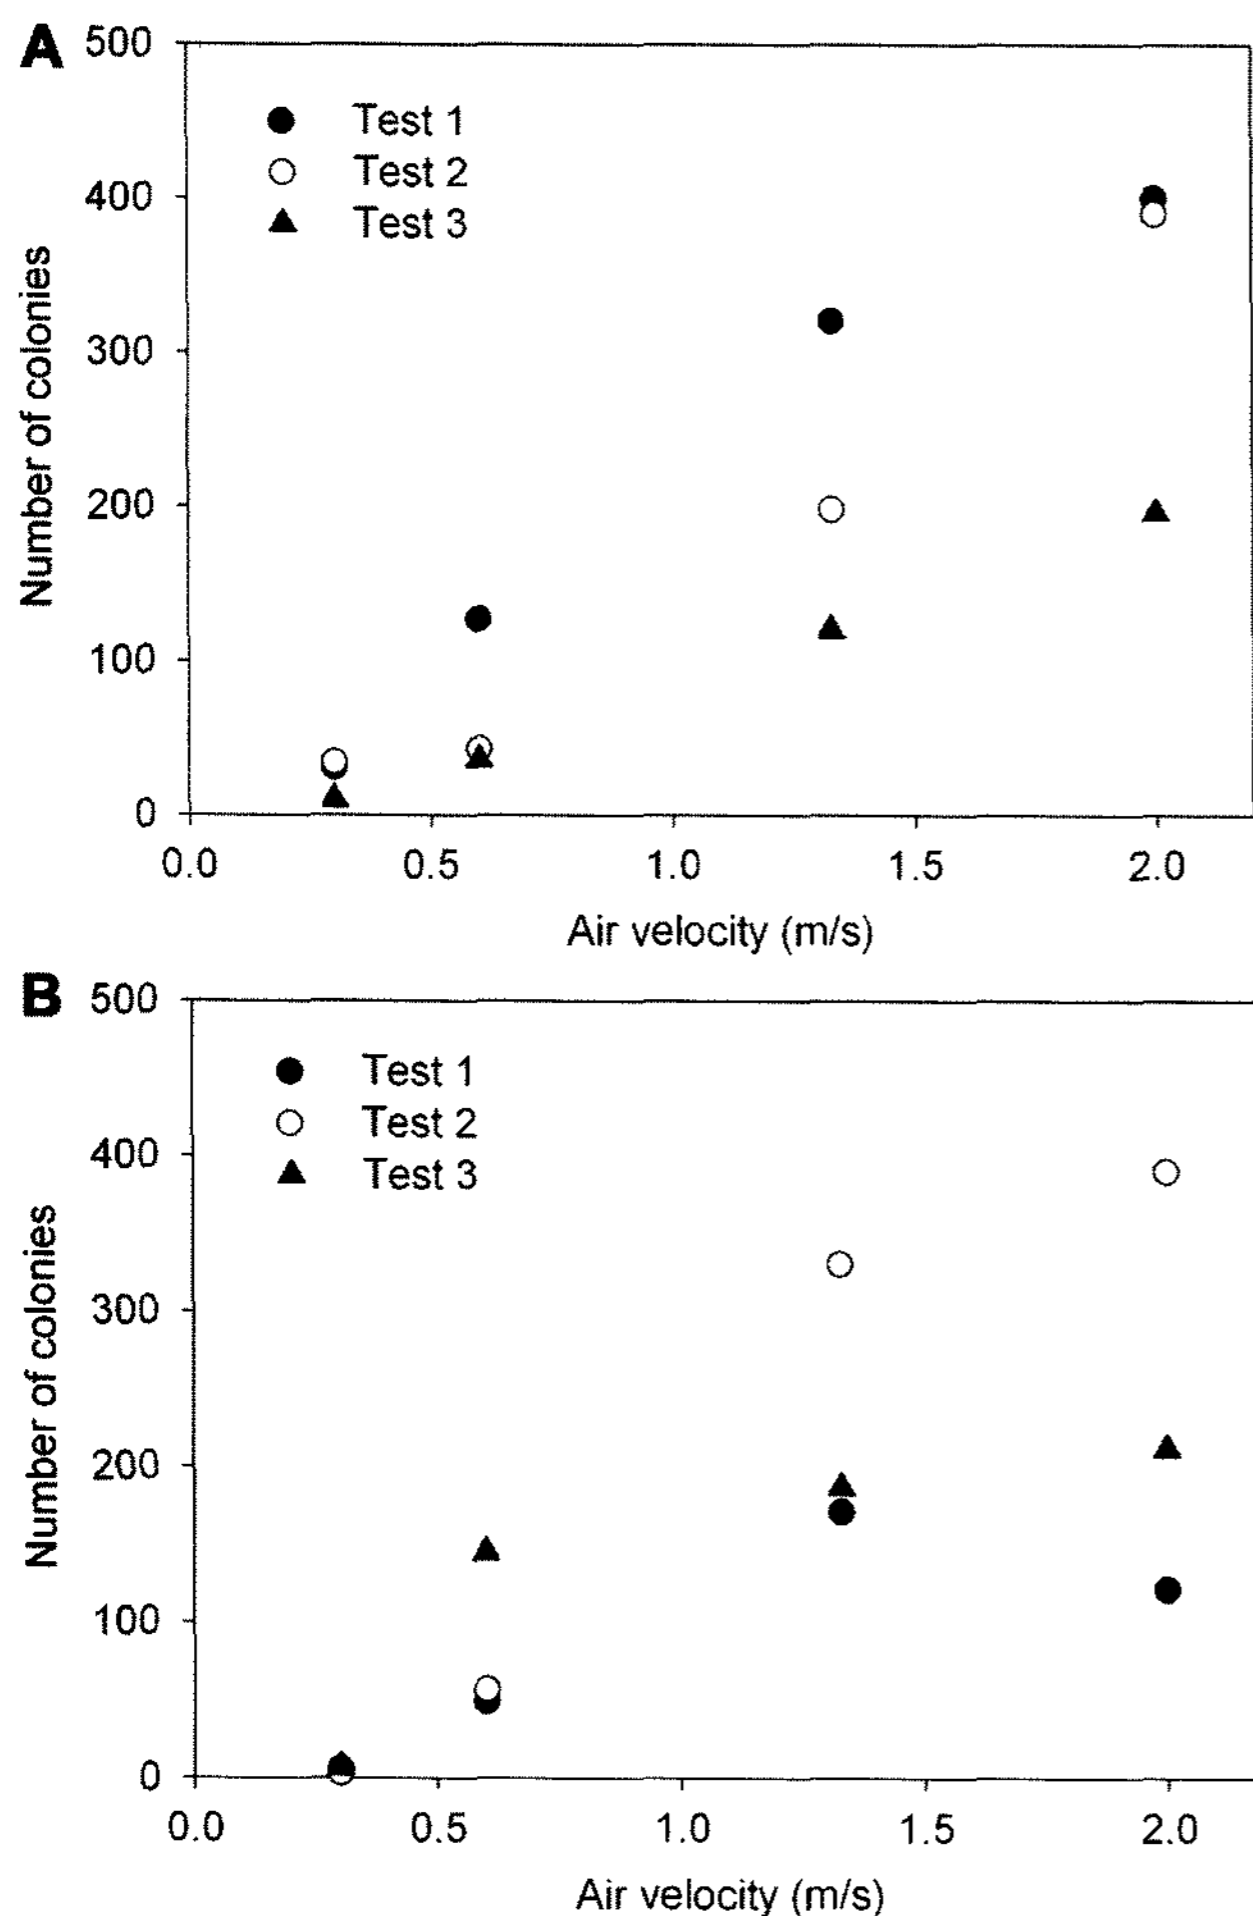 A
500
400
300
200
100
0
Number of colonies
Test 1
Test 2
Test 3
0.0 0.5 1.0 1.5 2.0
Air velocity (m/s)
B
500
400
300
200
100
0
Number of colonies
Test 1
Test 2
Test 3
0.0 0.5 1.0 1.5 2.0
Air velocity (m/s)